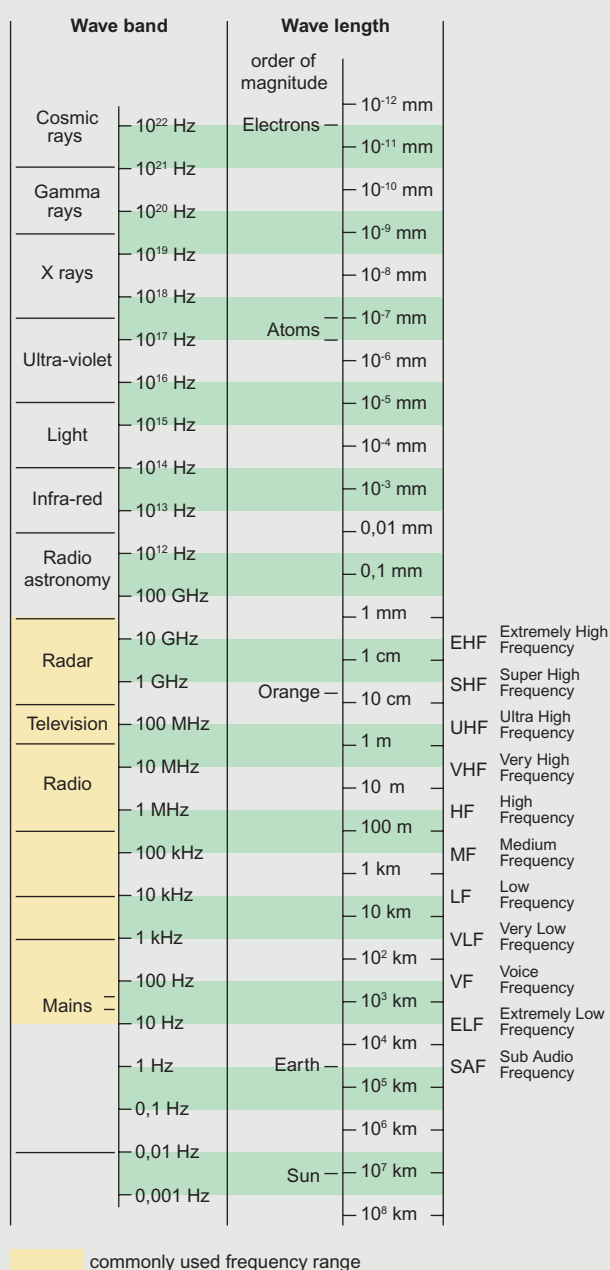 Wave band
Wave length
order of
magnitude
Cosmic
rays
Gamma
rays
X rays
Ultra-violet
Light
Infra-red
Radio
astronomy
Radar
Television
Radio
Mains
10²² Hz
10²¹ Hz
10²⁰ Hz
10¹⁹ Hz
10¹⁸ Hz
10¹⁷ Hz
10¹⁶ Hz
10¹⁵ Hz
10¹⁴ Hz
10¹³ Hz
10¹² Hz
100 GHz
10 GHz
1 GHz
100 MHz
10 MHz
1 MHz
100 kHz
10 kHz
1 kHz
100 Hz
10 Hz
1 Hz
0,1 Hz
0,01 Hz
0,001 Hz
Electrons
Atoms
Orange
Earth
Sun
10⁻¹² mm
10⁻¹¹ mm
10⁻¹⁰ mm
10⁻⁹ mm
10⁻⁸ mm
10⁻⁷ mm
10⁻⁶ mm
10⁻⁵ mm
10⁻⁴ mm
10⁻³ mm
0,01 mm
0,1 mm
1 mm
1 cm
10 cm
1 m
10 m
100 m
1 km
10 km
10² km
10³ km
10⁴ km
10⁵ km
10⁶ km
10⁷ km
10⁸ km
EHF Extremely High
Frequency
SHF Super High
Frequency
UHF Ultra High
Frequency
VHF Very High
Frequency
HF High
Frequency
MF Medium
Frequency
LF Low
Frequency
VLF Very Low
Frequency
VF Voice
Frequency
ELF Extremely Low
Frequency
SAF Sub Audio
Frequency
commonly used frequency range